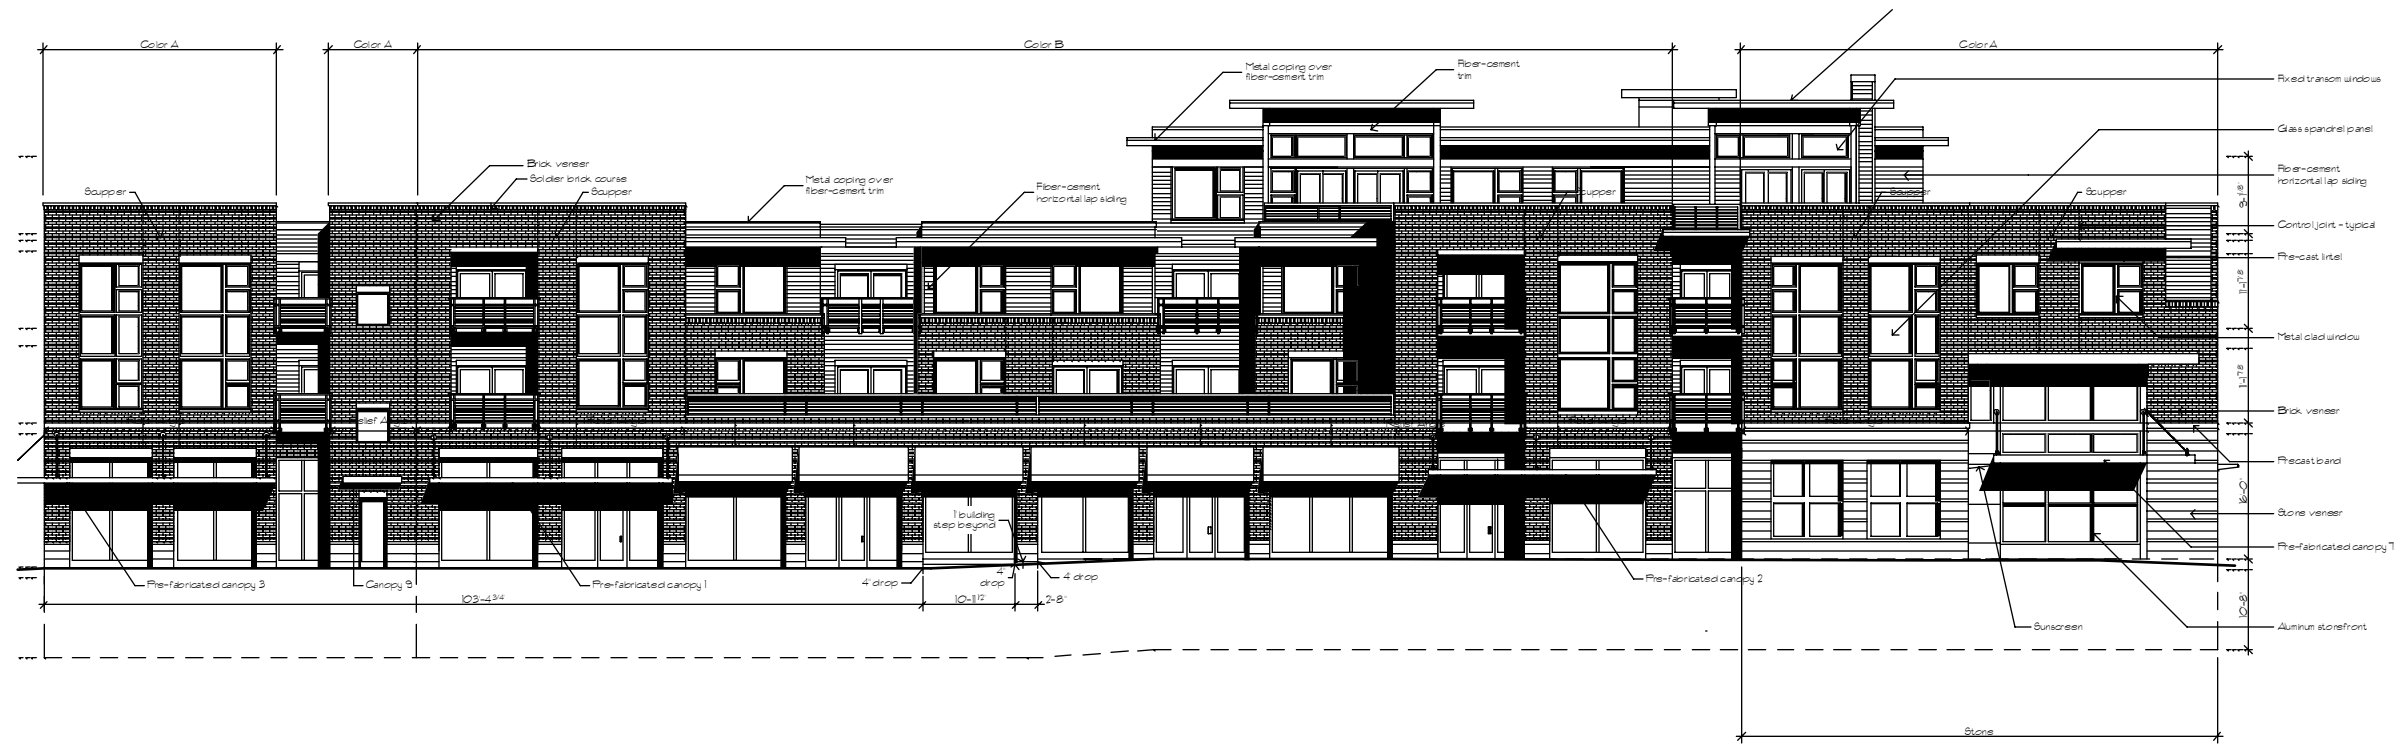 Color A
Color A
Color B
Color A
Metal coping over
fiber-cement trim
Fiber-cement
trim
Fixed transom windows
Glass spandrel panel
Brick veneer
Soldier brick course
Scupper
Scupper
Metal coping over
fiber-cement trim
Fiber-cement
horizontal lap siding
Scupper
Scupper
Scupper
Fiber-cement
horizontal lap siding
Control joint - typical
Pre-cast lintel
Metal clad window
Brick veneer
Precast band
Stone veneer
Pre-fabricated canopy 7
1" building
step beyond
4" drop
4"
drop
4" drop
Pre-fabricated canopy 3
Canopy 9
Pre-fabricated canopy 1
Pre-fabricated canopy 2
103'-4 3/4"
10'-11 1/2"
2'-8"
16'-0"
10'-8"
Sunscreen
Aluminum storefront
Stone